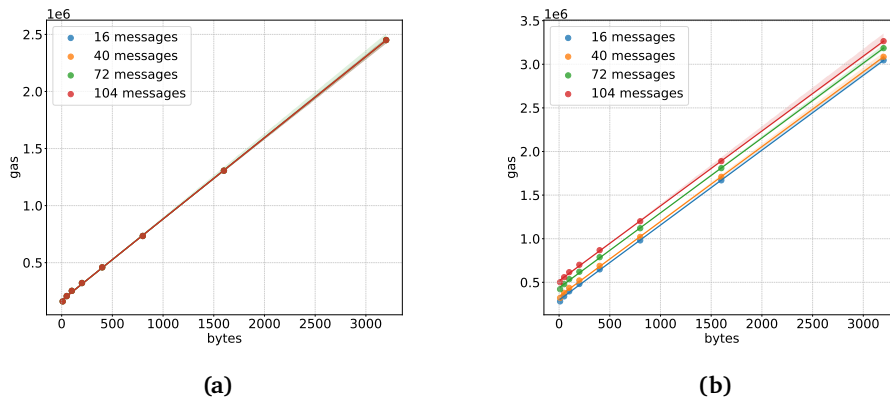 1e6
2.5
2.0
1.5
1.0
0.5
gas
16 messages
40 messages
72 messages
104 messages
0 500 1000 1500 2000 2500 3000
bytes
(a)
1e6
3.5
3.0
2.5
2.0
1.5
1.0
0.5
gas
16 messages
40 messages
72 messages
104 messages
0 500 1000 1500 2000 2500 3000
bytes
(b)